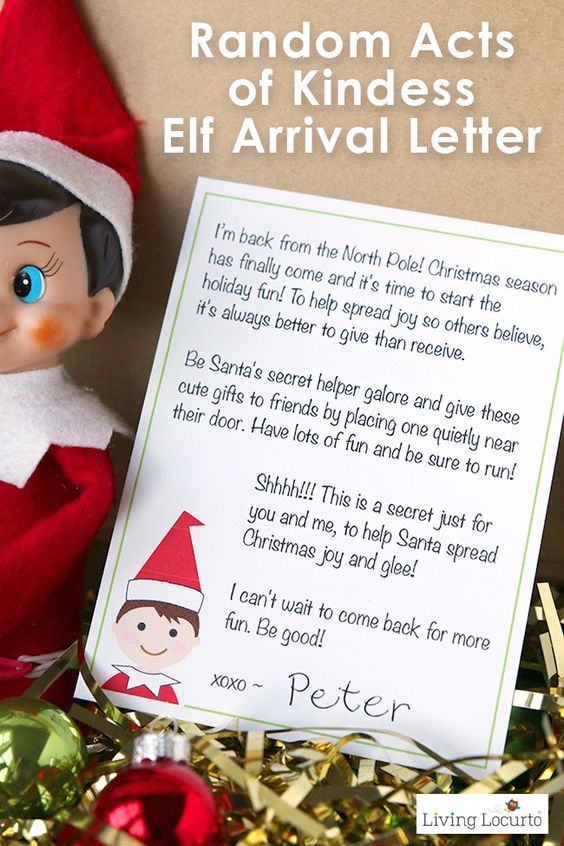 Random Acts
of Kindess
Elf Arrival Letter
I'm back from the North Pole! Christmas season
has finally come and it's time to start the
holiday fun! To help spread joy so others believe,
it's always better to give than receive.
Be Santa's secret helper galore and give these
cute gifts to friends by placing one quietly near
their door. Have lots of fun and be sure to run!
Shhhh!!! This is a secret just for
you and me, to help Santa spread
Christmas joy and glee!
I can't wait to come back for more
fun. Be good!
xoxo ~ Peter
Living Locurto